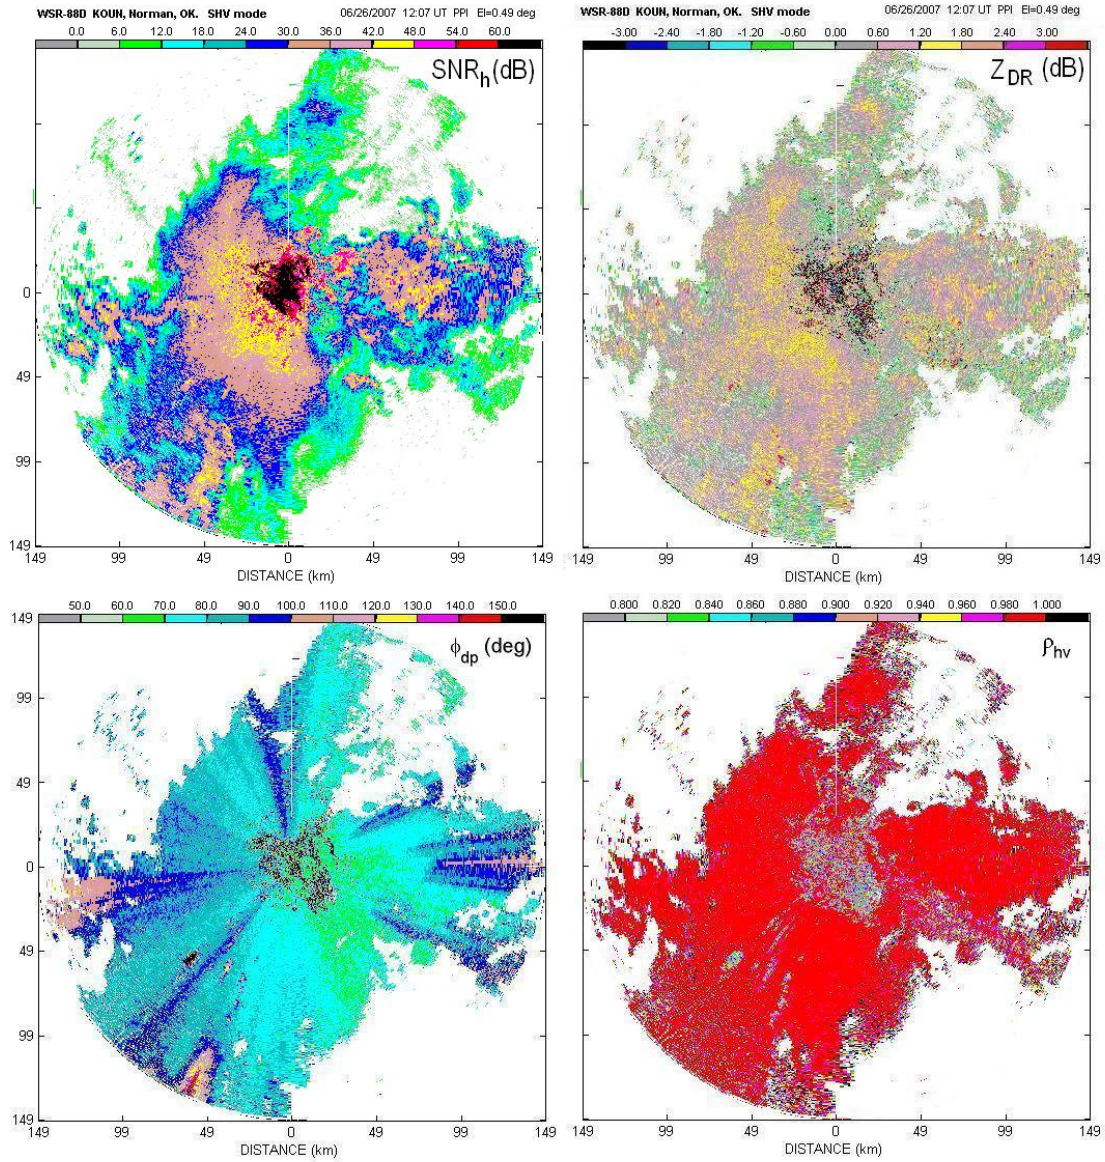 WSR-88D KOUN, Norman, OK. SHV mode 06/26/2007 12:07 UT PPI El=0.49 deg
0.0 6.0 12.0 18.0 24.0 30.0 36.0 42.0 48.0 54.0 60.0
SNRh(dB)
0
49
99
149
149 99 49 0 49 99 149
DISTANCE (km)
WSR-88D KOUN, Norman, OK. SHV mode 06/26/2007 12:07 UT PPI El=0.49 deg
-3.00 -2.40 -1.80 -1.20 -0.60 0.00 0.60 1.20 1.80 2.40 3.00
ZDR (dB)
0
49
99
149
149 99 49 0 49 99 149
DISTANCE (km)
50.0 60.0 70.0 80.0 90.0 100.0 110.0 120.0 130.0 140.0 150.0
149
ϕdp (deg)
99
49
0
49
99
149
149 99 49 0 49 99 149
DISTANCE (km)
0.800 0.820 0.840 0.860 0.880 0.900 0.920 0.940 0.960 0.980 1.000
ρhv
149 99 49 0 49 99 149
DISTANCE (km)